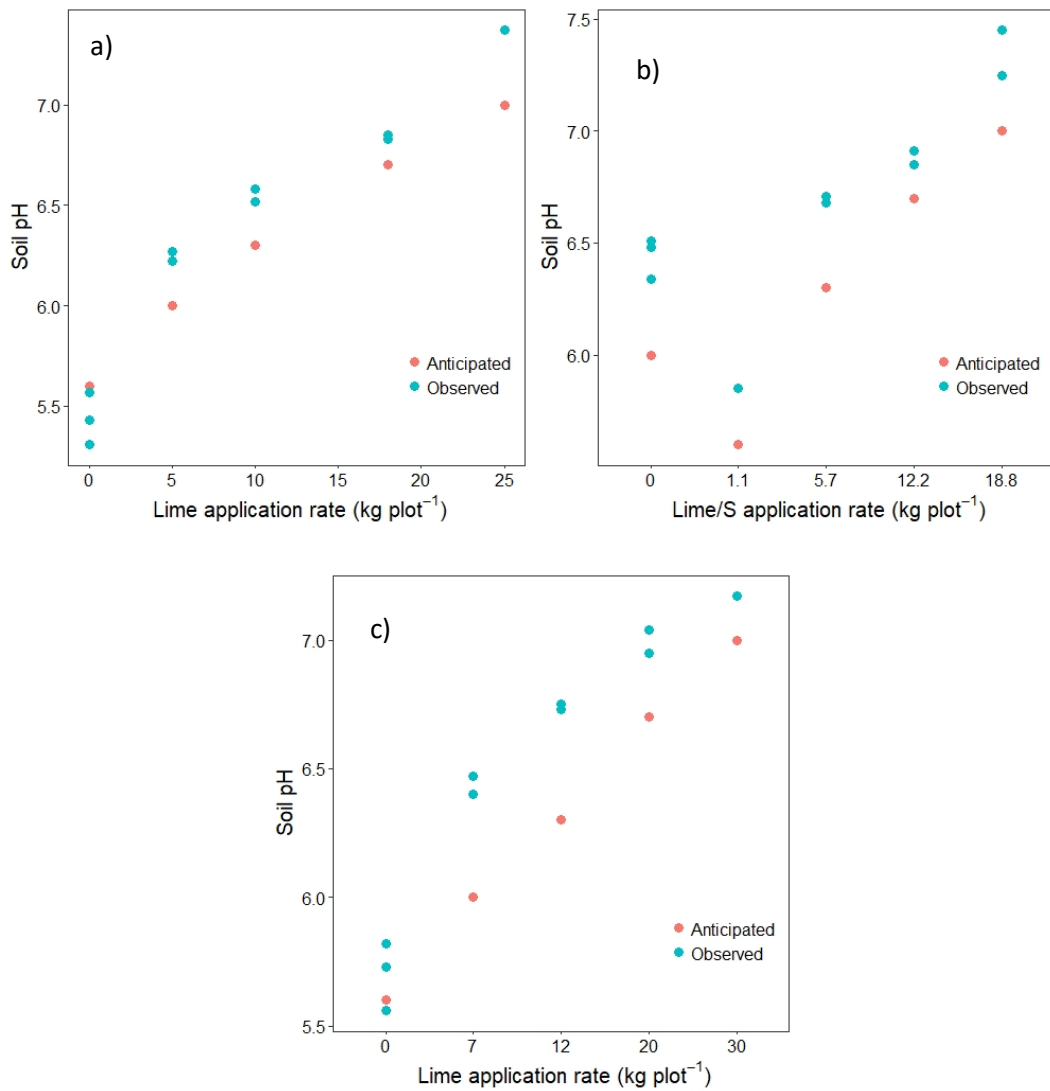 a)
7.0
6.5
6.0
5.5
Soil pH
Anticipated
Observed
0 5 10 15 20 25
Lime application rate (kg plot⁻¹)
b)
7.5
7.0
6.5
6.0
Soil pH
Anticipated
Observed
0 1.1 5.7 12.2 18.8
Lime/S application rate (kg plot⁻¹)
c)
7.0
6.5
6.0
5.5
Soil pH
Anticipated
Observed
0 7 12 20 30
Lime application rate (kg plot⁻¹)